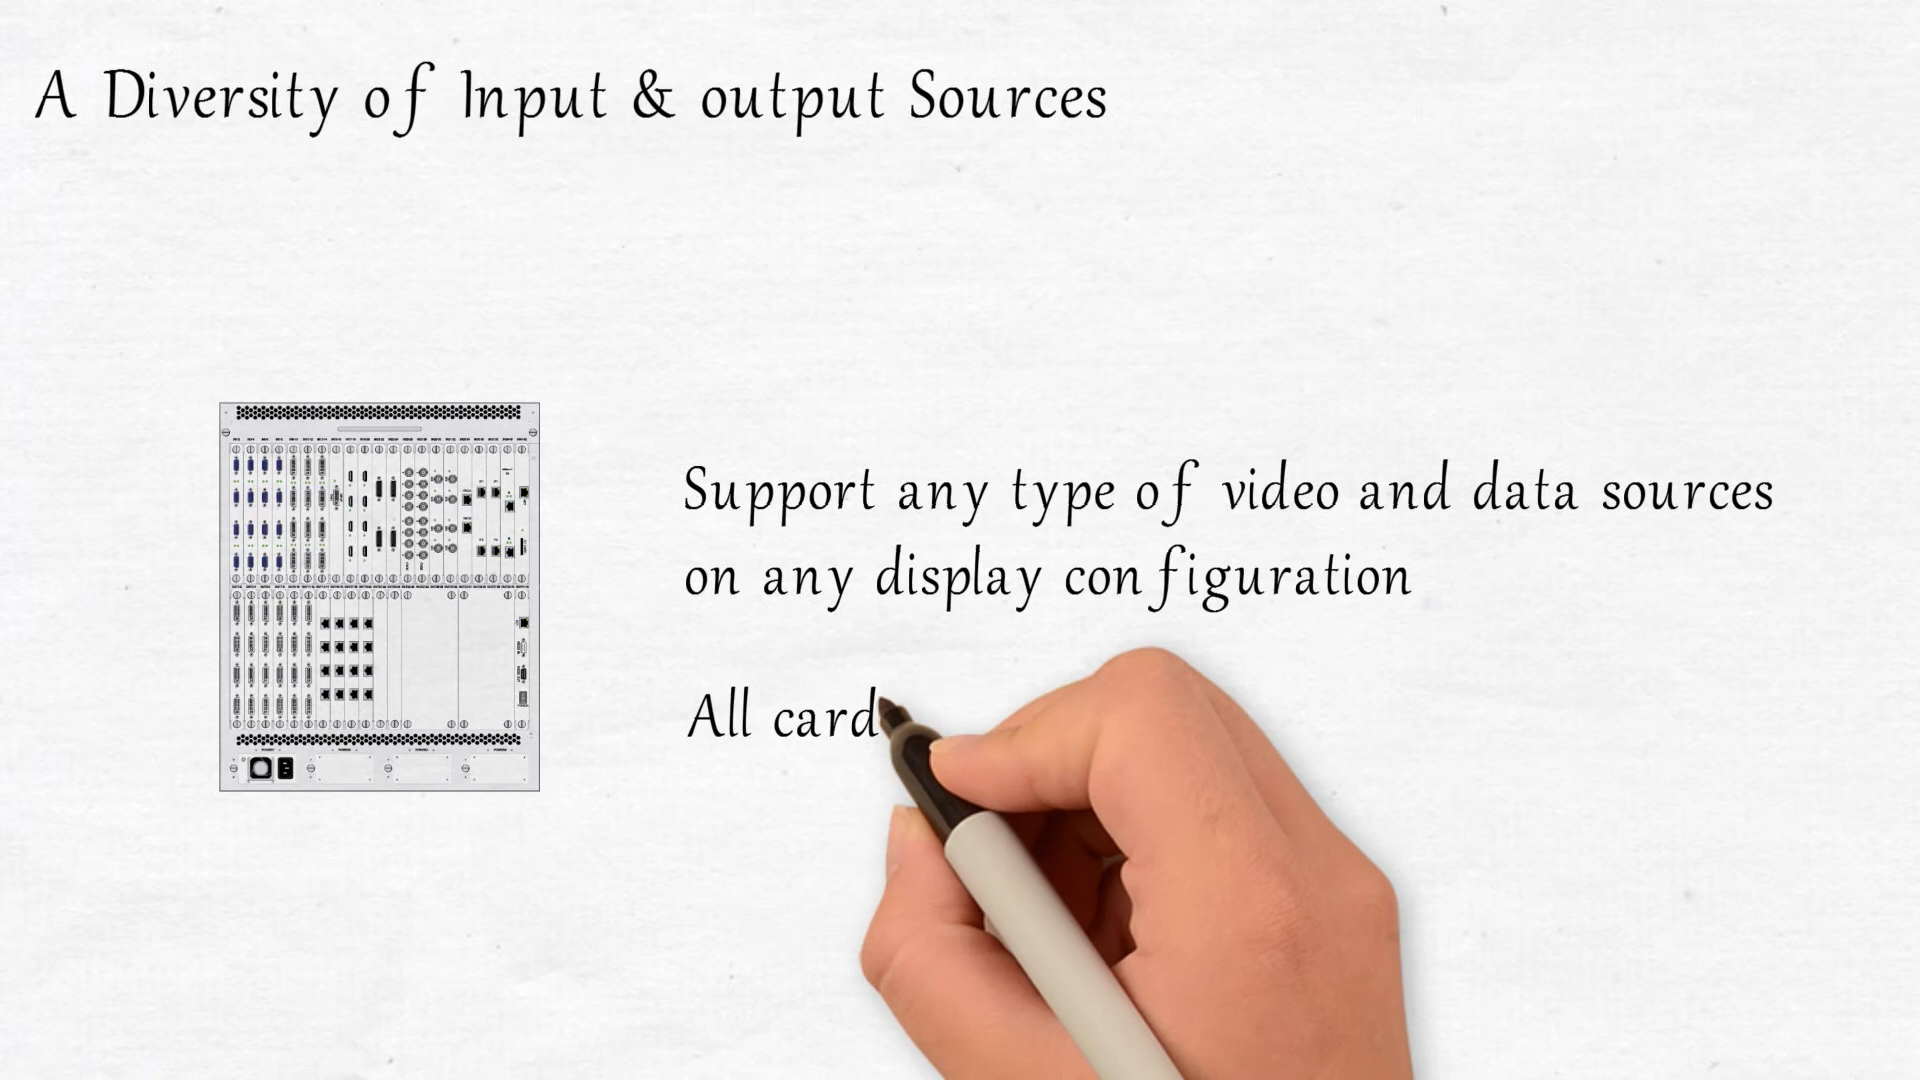 A Diversity of Input & output Sources
Support any type of video and data sources
on any display configuration
All card